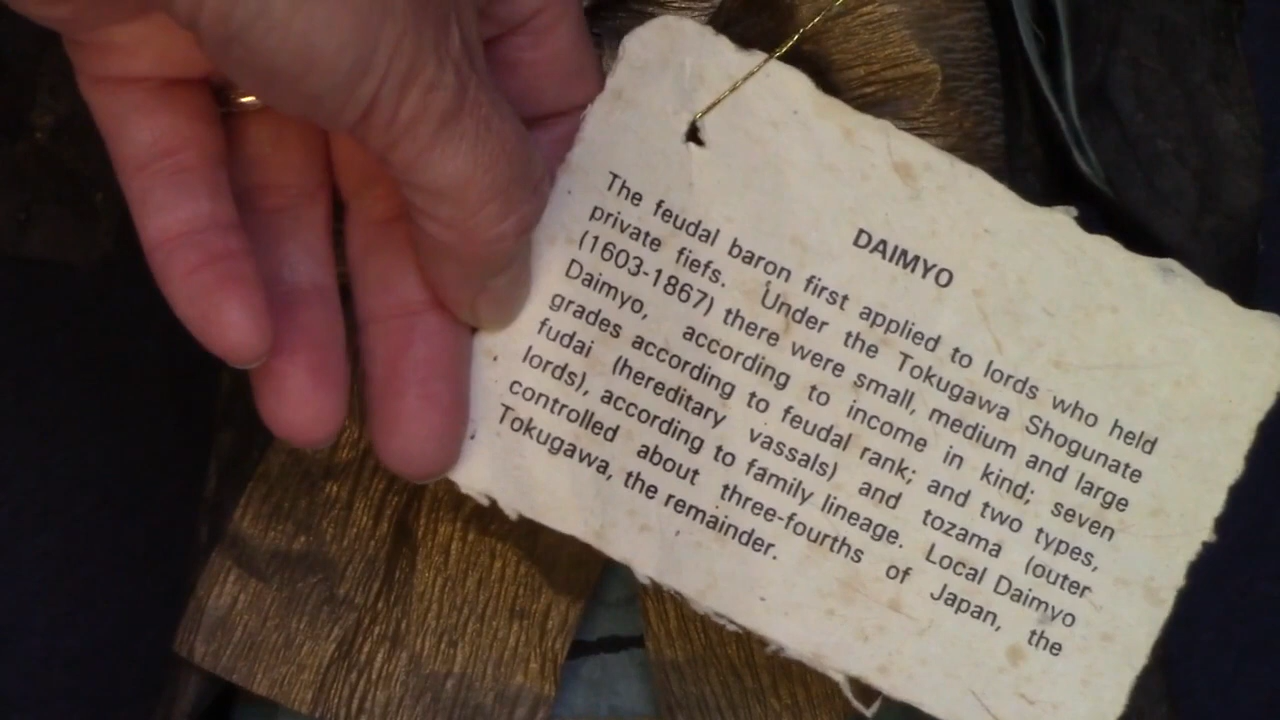 DAIMYO
The feudal baron first applied to lords who held
private fiefs. Under the Tokugawa Shogunate
(1603-1867) there were small, medium and large
Daimyo, according to income in kind; seven
grades according to feudal rank; and two types,
fudai (hereditary vassals) and tozama (outer
lords), according to family lineage. Local Daimyo
controlled about three-fourths of Japan, the
Tokugawa, the remainder.